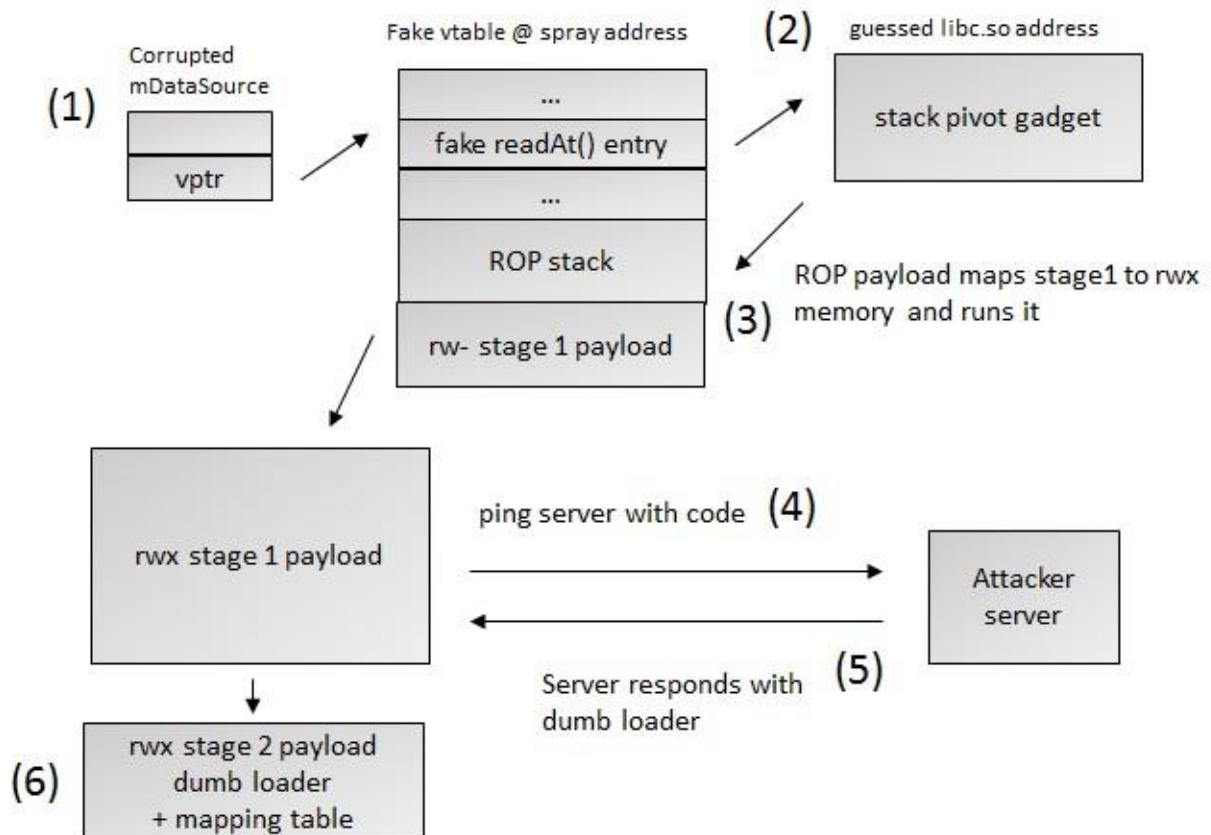 Corrupted
mDataSource
(1)
vptr
Fake vtable @ spray address
...
fake readAt() entry
...
ROP stack
rw- stage 1 payload
(2)
guessed libc.so address
stack pivot gadget
ROP payload maps stage1 to rwx
memory and runs it
(3)
rwx stage 1 payload
ping server with code
(4)
Attacker
server
Server responds with
dumb loader
(5)
(6)
rwx stage 2 payload
dumb loader
+ mapping table